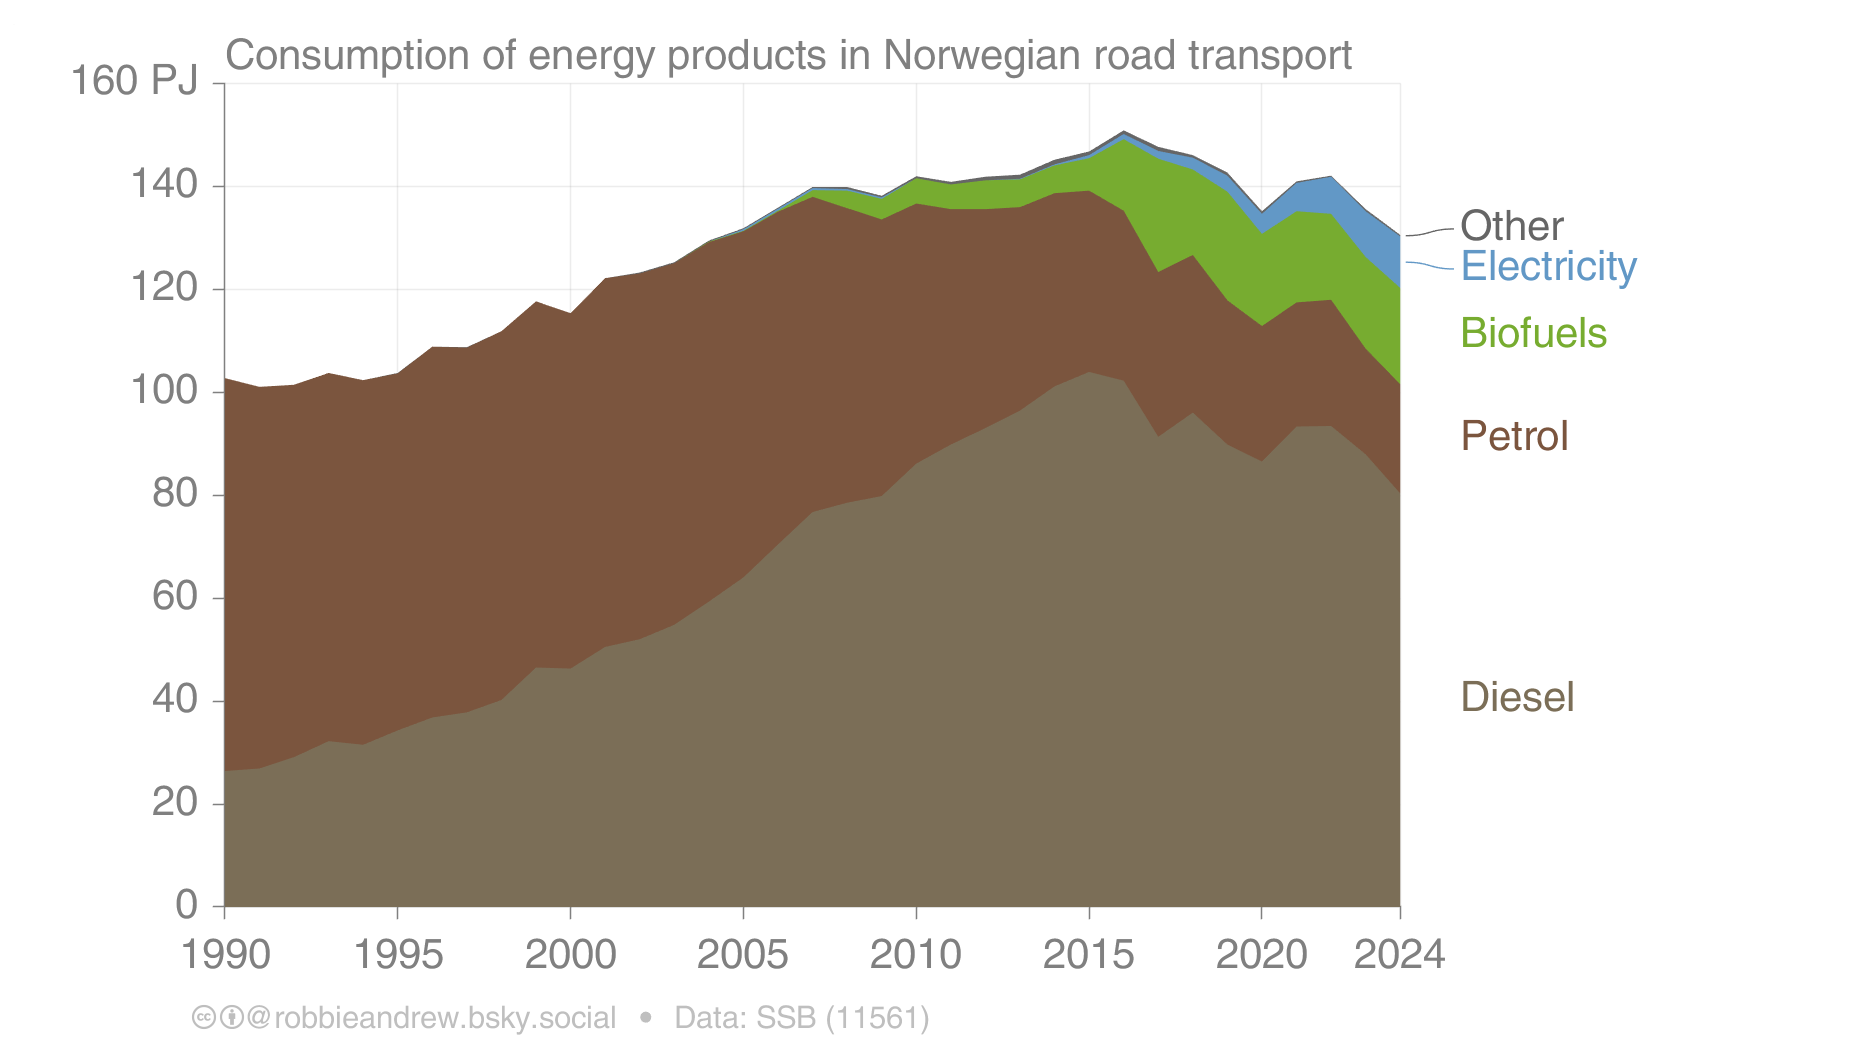 Consumption of energy products in Norwegian road transport
160 PJ
140
120
100
80
60
40
20
0
Other
Electricity
Biofuels
Petrol
Diesel
1990 1995 2000 2005 2010 2015 2020 2024
cc @robbieandrew.bsky.social • Data: SSB (11561)